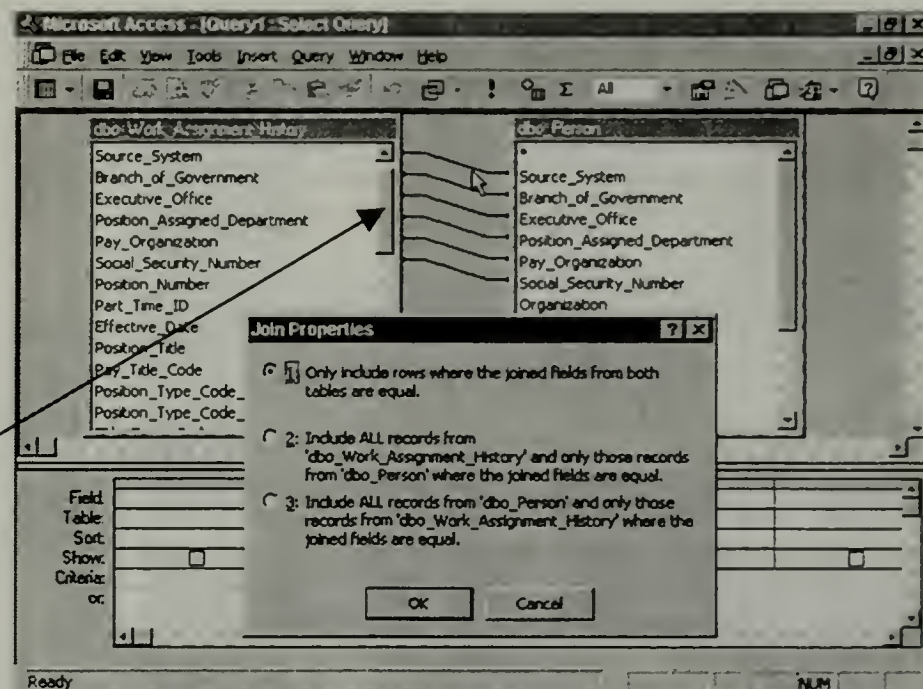 Microsoft Access - [Query1 : Select Query]
File Edit View Tools Insert Query Window Help
All
dbo_Work_Assignment_History
Source_System
Branch_of_Government
Executive_Office
Position_Assigned_Department
Pay_Organization
Social_Security_Number
Position_Number
Part_Time_ID
Effective_Date
Position_Title
Pay_Title_Code
Position_Type_Code_
Position_Type_Code_
dbo_Person
*
Source_System
Branch_of_Government
Executive_Office
Position_Assigned_Department
Pay_Organization
Social_Security_Number
Organization
Join Properties
1: Only include rows where the joined fields from both
tables are equal.
2: Include ALL records from
'dbo_Work_Assignment_History' and only those records
from 'dbo_Person' where the joined fields are equal.
3: Include ALL records from 'dbo_Person' and only those
records from 'dbo_Work_Assignment_History' where the
joined fields are equal.
OK Cancel
Field:
Table:
Sort:
Show:
Criteria:
or:
Ready
NUM